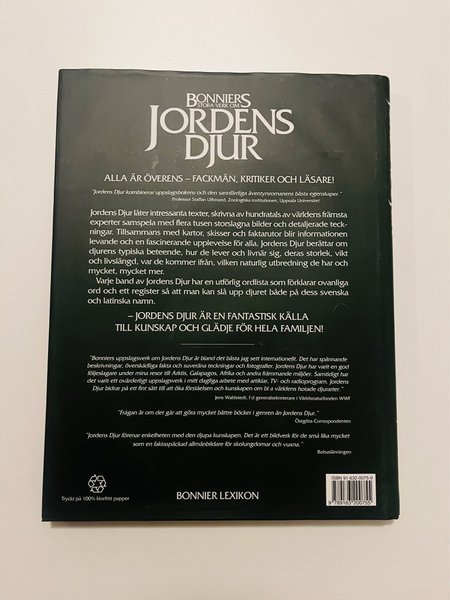 BONNIERS
STORA VERK OM
JORDENS
DJUR
ALLA ÄR ÖVERENS – FACKMÄN, KRITIKER OCH LÄSARE!
"Jordens Djur kombinerar uppslagsbokens och den sannfärdiga äventyrsromanens bästa egenskaper."
Professor Staffan Ulfstrand, Zoologiska institutionen, Uppsala Universitet
Jordens Djur låter intressanta texter, skrivna av hundratals av världens främsta
experter samspela med flera tusen storslagna foton och detaljerade teck-
ningar. Tillsammans med kartor, skisser och faktarutor blir informationen
levande och en fascinerande upplevelse för alla. Jordens Djur berättar om
djurens typiska beteende, hur de lever och livnär sig, deras storlek, vikt
och livslängd, var de kommer ifrån, vilken naturlig utbredning de har och
mycket, mycket mer.
Varje band av Jordens Djur har en utförlig ordlista som förklarar ovanliga
ord och ett register så att man kan slå upp djuret både på dess svenska
och latinska namn.
– JORDENS DJUR ÄR EN FANTASTISK KÄLLA
TILL KUNSKAP OCH GLÄDJE FÖR HELA FAMILJEN!
"Bonniers uppslagsverk om Jordens Djur är bland det bästa jag sett internationellt. Det har spännande
beskrivningar, överskådliga fakta och suveräna teckningar och fotografier. Jordens Djur har varit en god
följeslagare under mina resor till Arktis, Galapagos, Afrika och andra främmande miljöer. Samtidigt har
det varit ett ovärderligt uppslagsverk i mitt dagliga arbete med artiklar, TV- och radioprogram. Jordens
Djur bidrar på ett fint sätt till att öka förståelsen och kunskapen om bl a världens hotade djurarter."
Jens Wahlstedt, f d generalsekreterare i Världsnaturfonden WWF
"Frågan är om det går att göra mycket bättre böcker i genren än Jordens Djur."
Östgöta-Correspondenten
"Jordens Djur förenar enkelheten med den djupa kunskapen. Det är ett bildverk för de små lika mycket
som en faktaspäckad allmänbildare för skolungdomar och vuxna."
Bohusläningen
Tryckt på 100% klorfritt papper
BONNIER LEXIKON
ISBN 91-632-0075-9
9 789163 200755